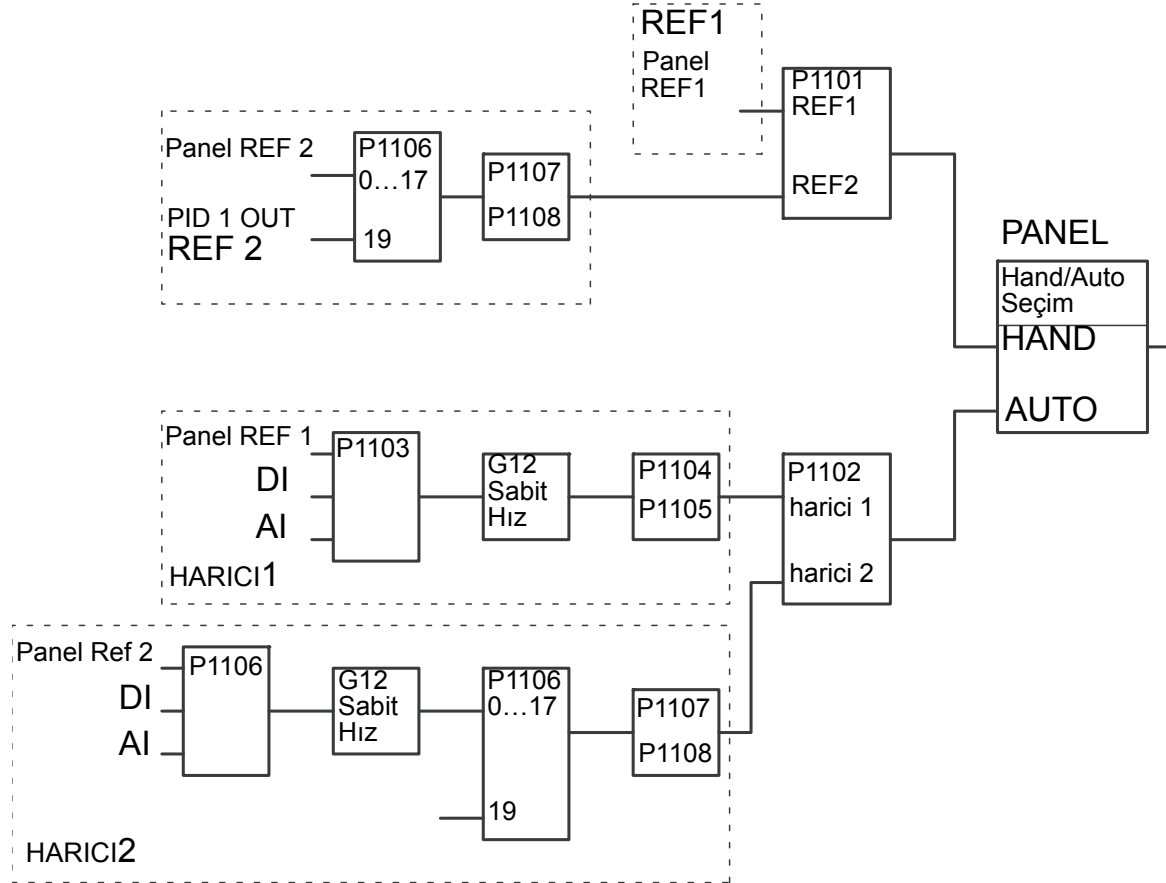 REF1
Panel
REF1
P1101
REF1
REF2
Panel REF 2
P1106
0…17
19
PID 1 OUT
REF 2
P1107
P1108
PANEL
Hand/Auto
Seçim
HAND
AUTO
Panel REF 1
DI
AI
P1103
G12
Sabit
Hız
P1104
P1105
HARICI1
P1102
harici 1
harici 2
Panel Ref 2
DI
AI
P1106
G12
Sabit
Hız
P1106
0…17
19
P1107
P1108
HARICI2